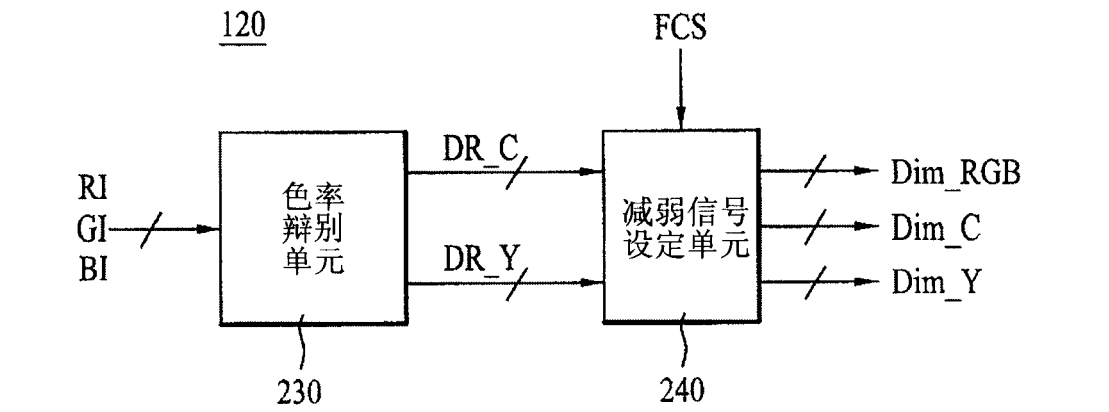 120
FCS
RI
GI
BI
色率
辩别
单元
DR_C
DR_Y
减弱信号
设定单元
Dim_RGB
Dim_C
Dim_Y
230
240